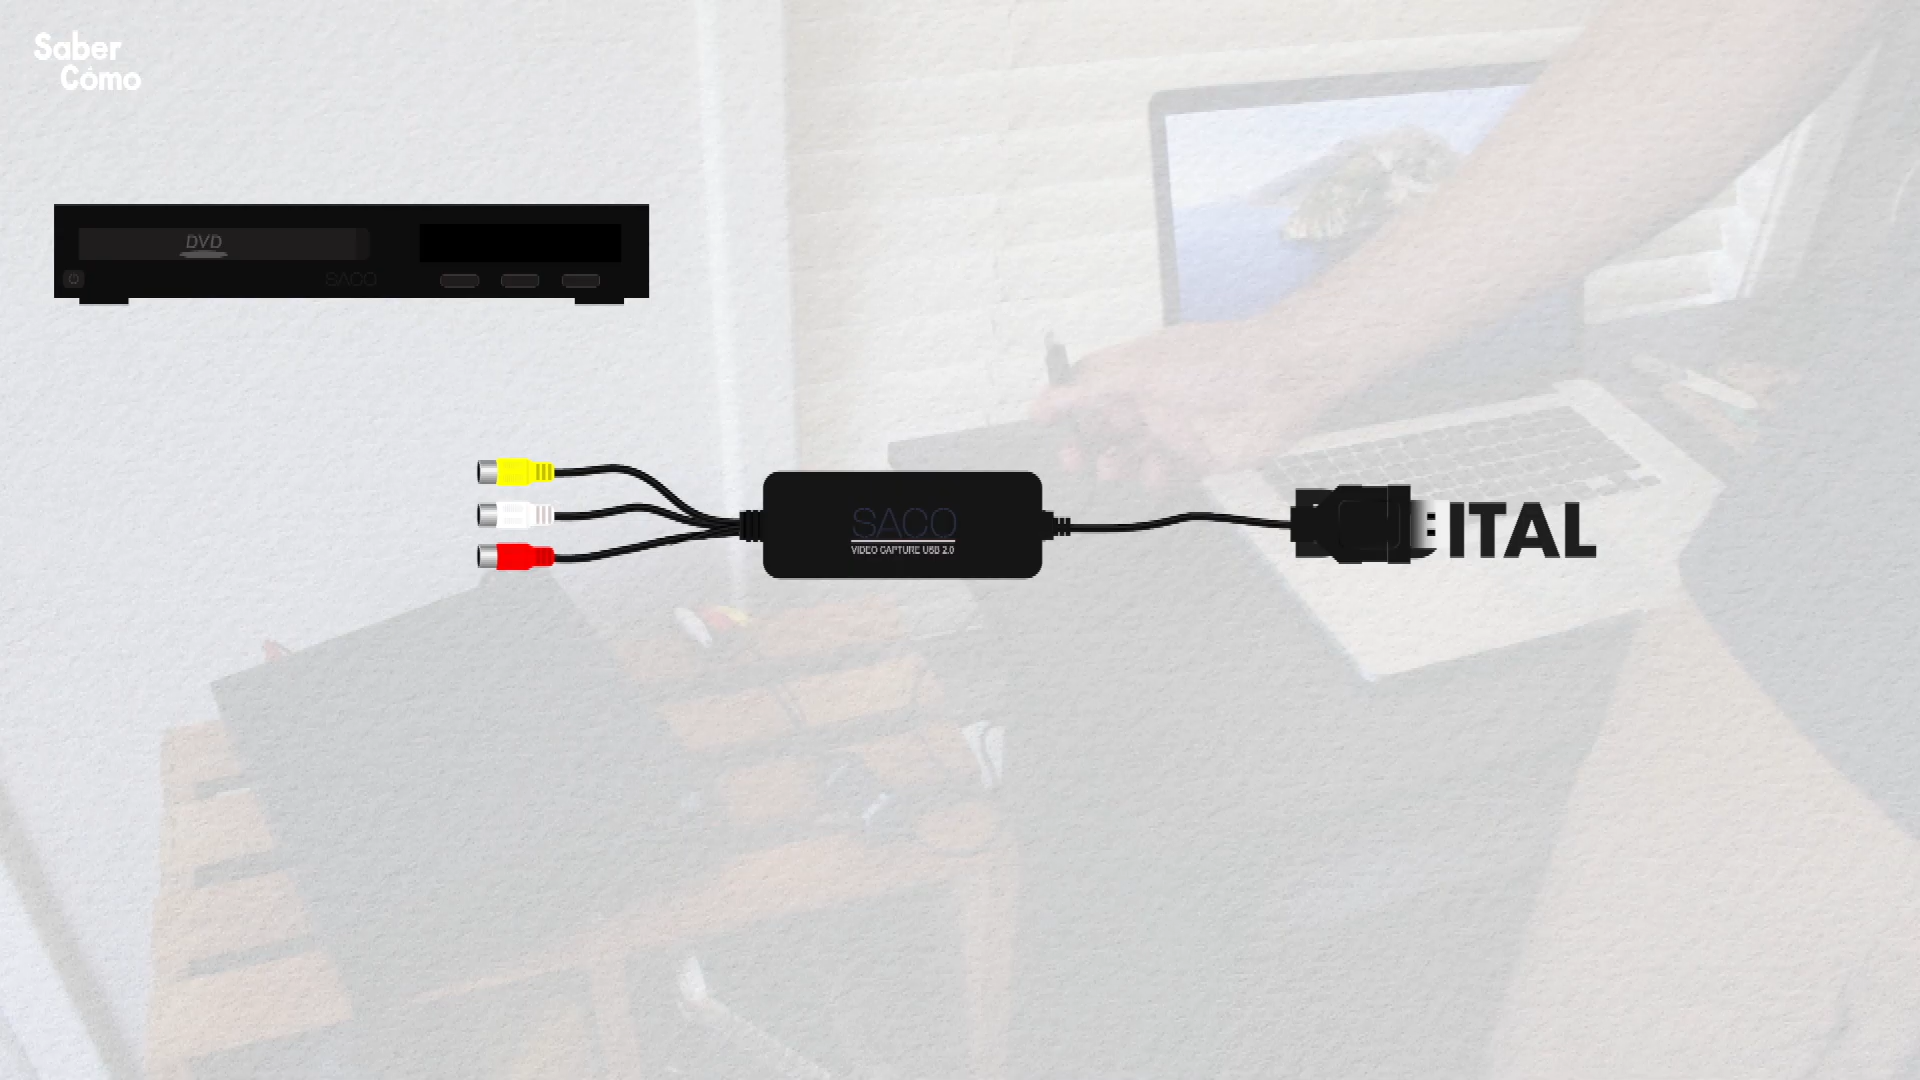 Saber
Cómo
DVD
SACO
SACO
VIDEO CAPTURE USB 2.0
ITAL